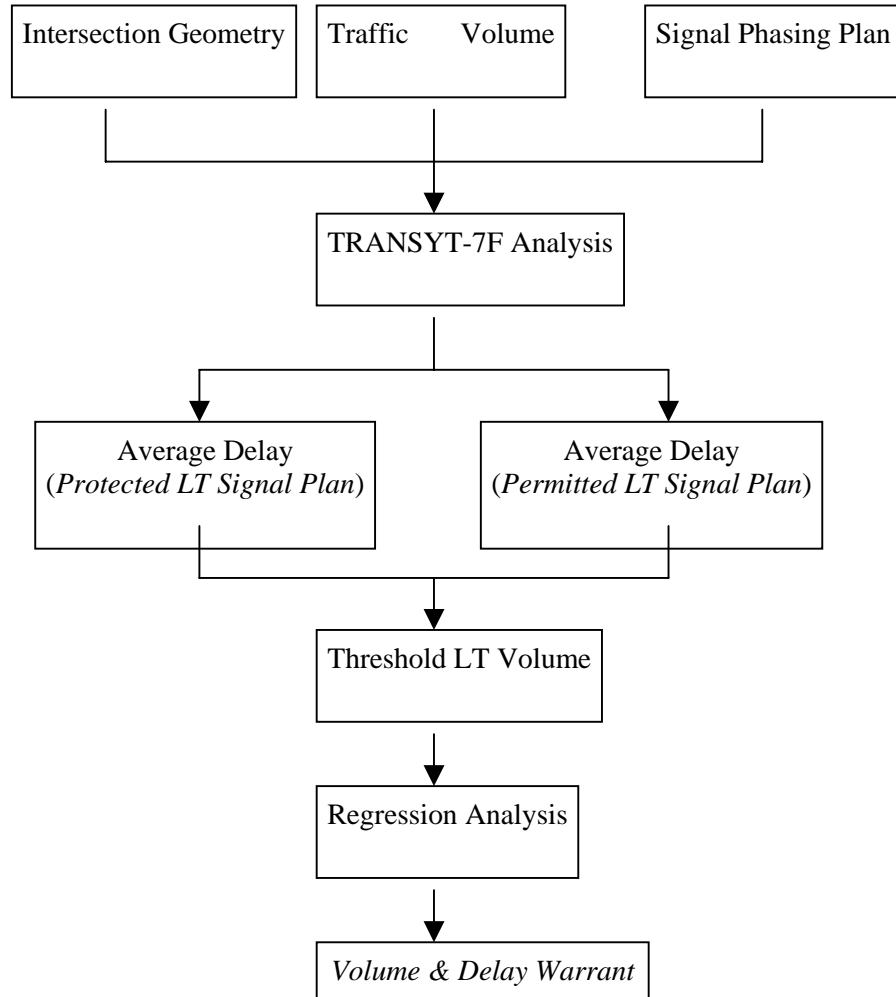 Intersection Geometry
Traffic Volume
Signal Phasing Plan
TRANSYT-7F Analysis
Average Delay
(Protected LT Signal Plan)
Average Delay
(Permitted LT Signal Plan)
Threshold LT Volume
Regression Analysis
Volume & Delay Warrant